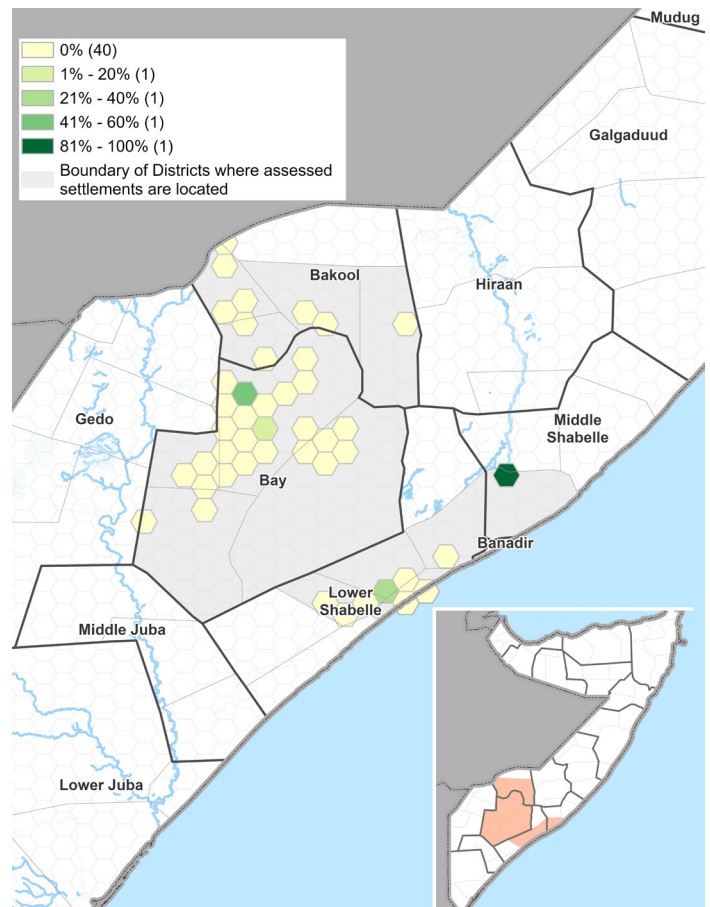 Mudug
0% (40)
1% - 20% (1)
21% - 40% (1)
41% - 60% (1)
81% - 100% (1)
Boundary of Districts where assessed
settlements are located
Galgaduud
Bakool
Hiraan
Gedo
Middle
Shabelle
Bay
Banadir
Lower
Shabelle
Middle Juba
Lower Juba